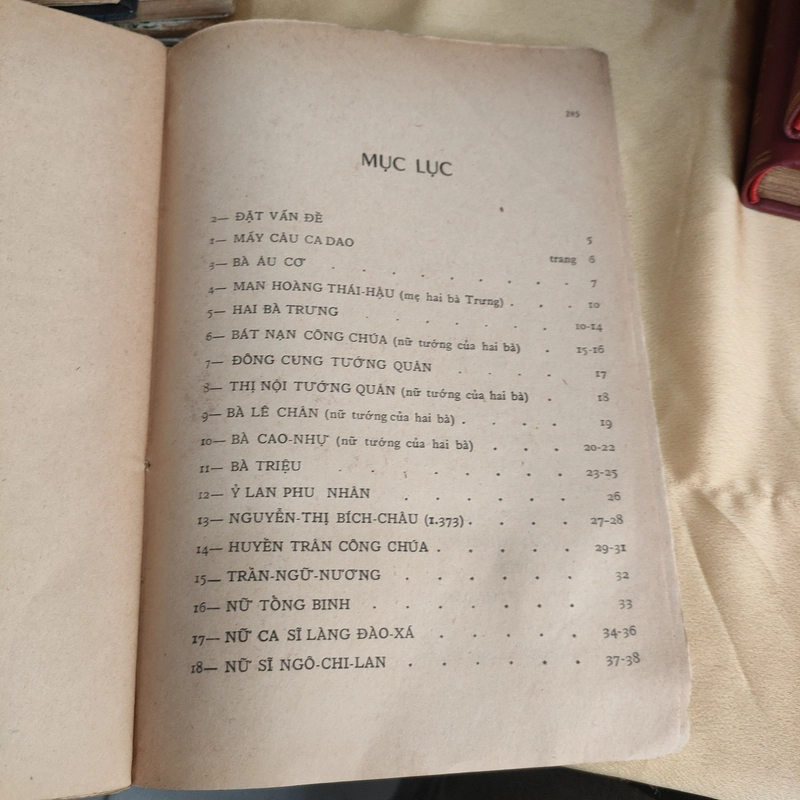 285
MỤC LỤC
2— ĐẶT VẤN ĐỀ
1— MẤY CÂU CA DAO 5
3— BÀ ÂU CƠ . . . . . . trang 6
4— MAN HOÀNG THÁI-HẬU (mẹ hai bà Trưng) . . . 7
5— HAI BÀ TRƯNG . . . . . . 10
6— BÁT NẠN CÔNG CHÚA (nữ tướng của hai bà) . 10-14
7— ĐÔNG CUNG TƯỚNG QUÂN . . . . 15-16
8— THỊ NỘI TƯỚNG QUÂN (nữ tướng của hai bà) . 17
9— BÀ LÊ CHÂN (nữ tướng của hai bà) . . . . 18
10— BÀ CAO-NHỰ (nữ tướng của hai bà) . . . . 19
11— BÀ TRIỆU . . . . . . . 20-22
12— Ỷ LAN PHU NHÂN . . . . . . 23-25
26
13— NGUYỄN-THỊ BÍCH-CHÂU (1.373) . . . . 27-28
14— HUYỀN TRÂN CÔNG CHÚA . . . . . 29-31
15— TRẦN-NGỮ-NƯƠNG . . . . . . 32
16— NỮ TỔNG BINH . . . . . . 33
17— NỮ CA SĨ LÀNG ĐÀO-XÁ . . . . . 34-36
18— NỮ SĨ NGÔ-CHI-LAN . . . . . . 37-38